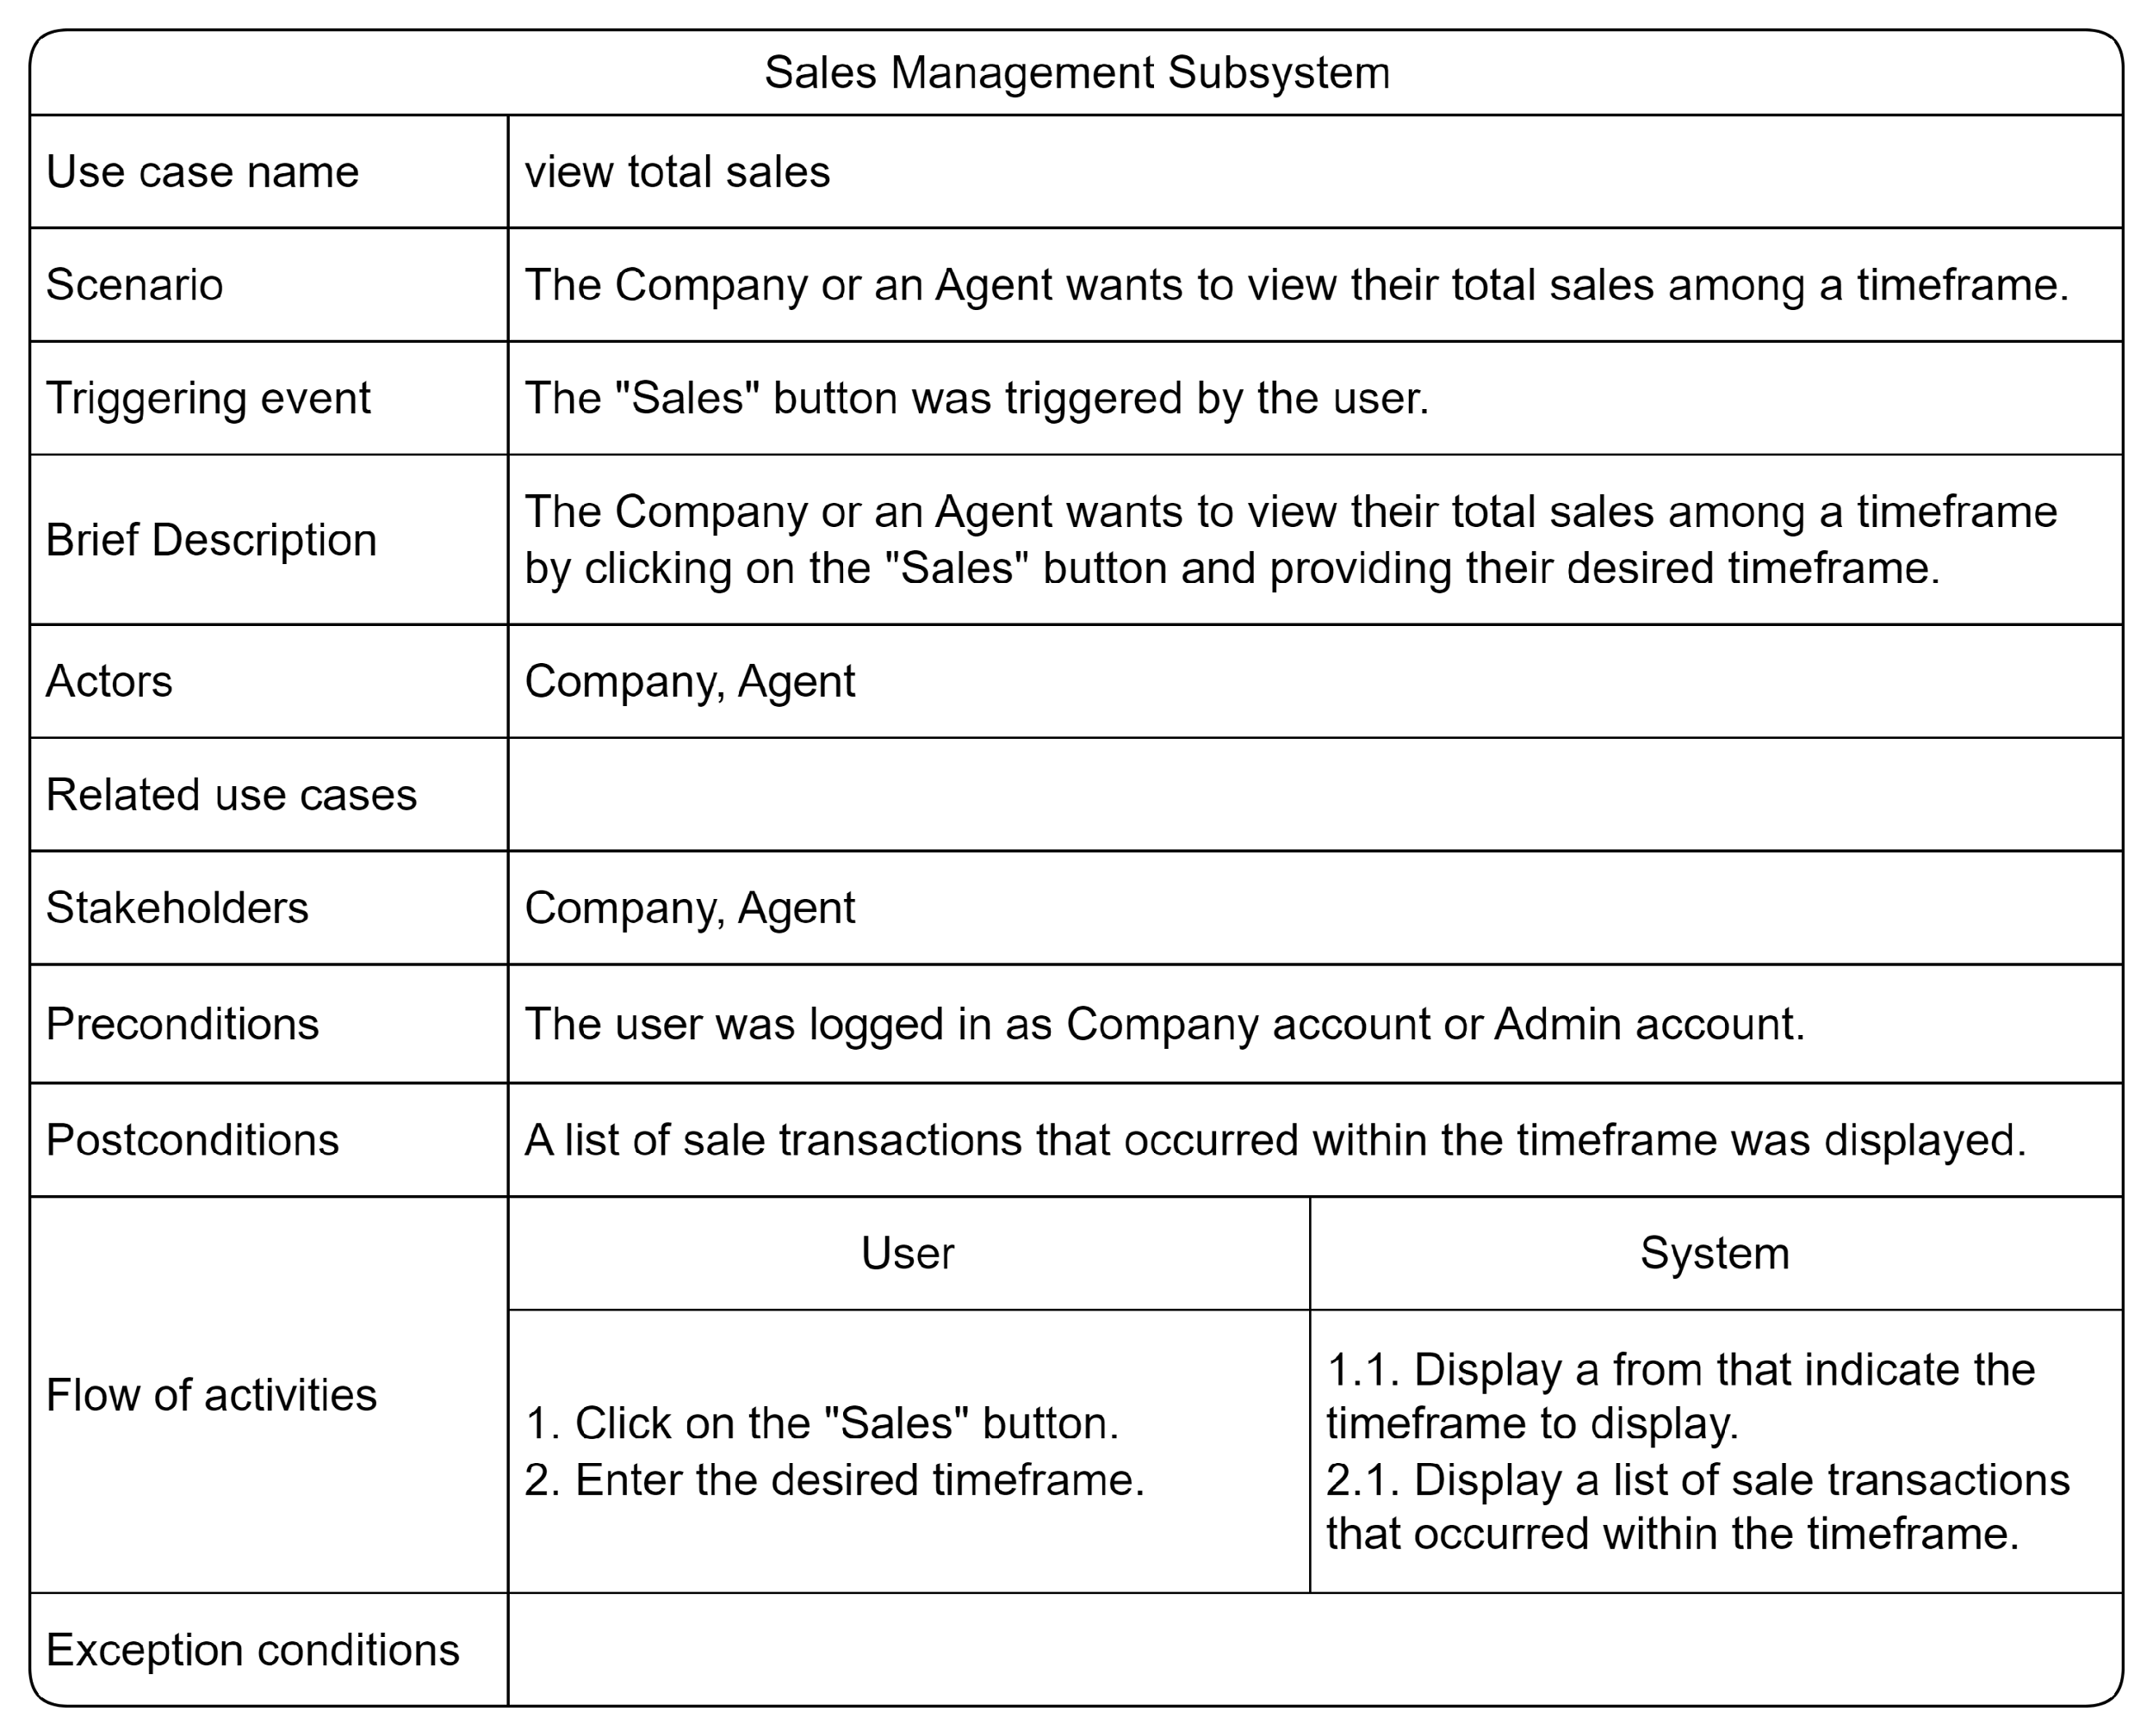 Sales Management Subsystem
Use case name
view total sales
Scenario
The Company or an Agent wants to view their total sales among a timeframe.
Triggering event
The "Sales" button was triggered by the user.
Brief Description
The Company or an Agent wants to view their total sales among a timeframe
by clicking on the "Sales" button and providing their desired timeframe.
Actors
Company, Agent
Related use cases
Stakeholders
Company, Agent
Preconditions
The user was logged in as Company account or Admin account.
Postconditions
A list of sale transactions that occurred within the timeframe was displayed.
Flow of activities
User
System
1. Click on the "Sales" button.
2. Enter the desired timeframe.
1.1. Display a from that indicate the
timeframe to display.
2.1. Display a list of sale transactions
that occurred within the timeframe.
Exception conditions